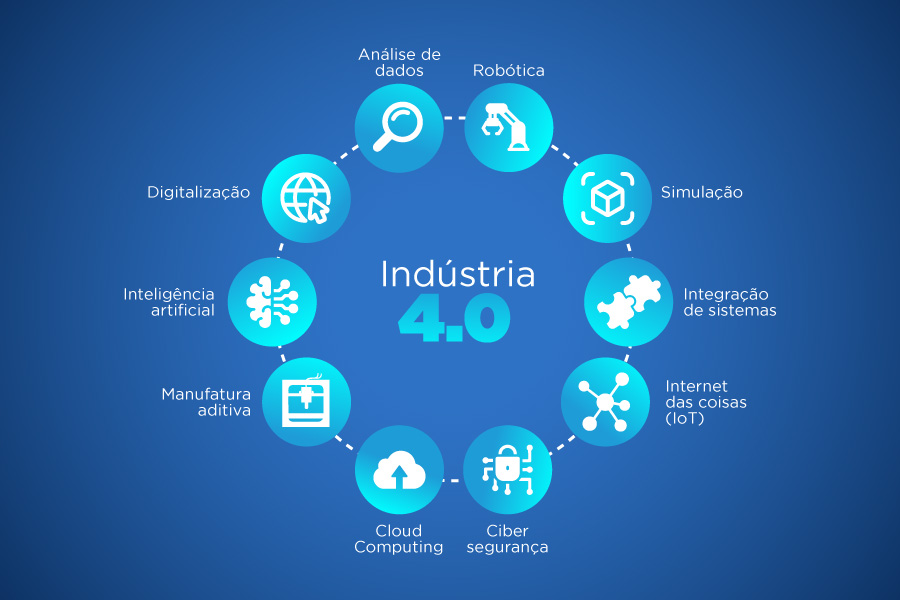 Análise de
dados
Robótica
Digitalização
Simulação
Indústria
4.0
Inteligência
artificial
Integração
de sistemas
Manufatura
aditiva
Internet
das coisas
(IoT)
Cloud
Computing
Ciber
segurança